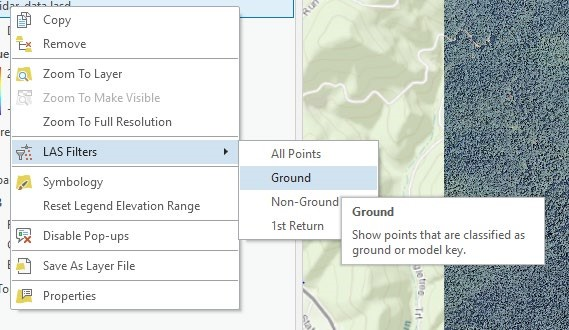 Copy
Remove
Zoom To Layer
Zoom To Make Visible
Zoom To Full Resolution
LAS Filters
Symbology
Reset Legend Elevation Range
Disable Pop-ups
Save As Layer File
Properties
All Points
Ground
Non-Ground
1st Return
Ground
Show points that are classified as
ground or model key.